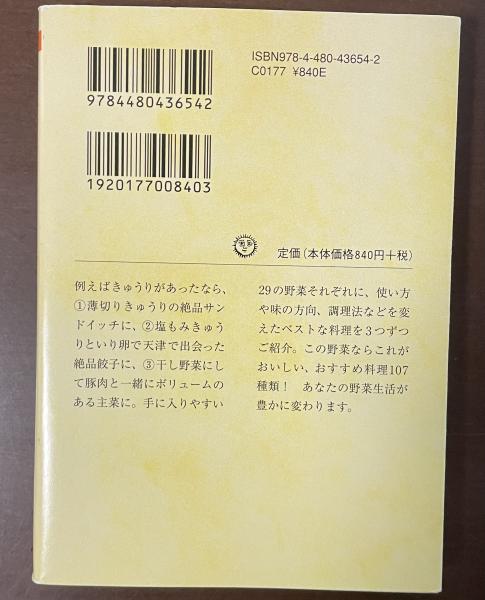 ISBN978-4-480-43654-2
C0177 ¥840E
9784480436542
1920177008403
定価(本体価格840円+税)
例えばきゅうりがあったなら、
①薄切りきゅうりの絶品サン
ドイッチに、②塩もみきゅう
りといり卵で天津で出会った
絶品餃子に、③干し野菜にし
て豚肉と一緒にボリュームの
ある主菜に。手に入りやすい
29の野菜それぞれに、使い方
や味の方向、調理法などを変
えたベストな料理を3つずつ
ご紹介。この野菜ならこれが
おいしい、おすすめ料理107
種類! あなたの野菜生活が
豊かに変わります。